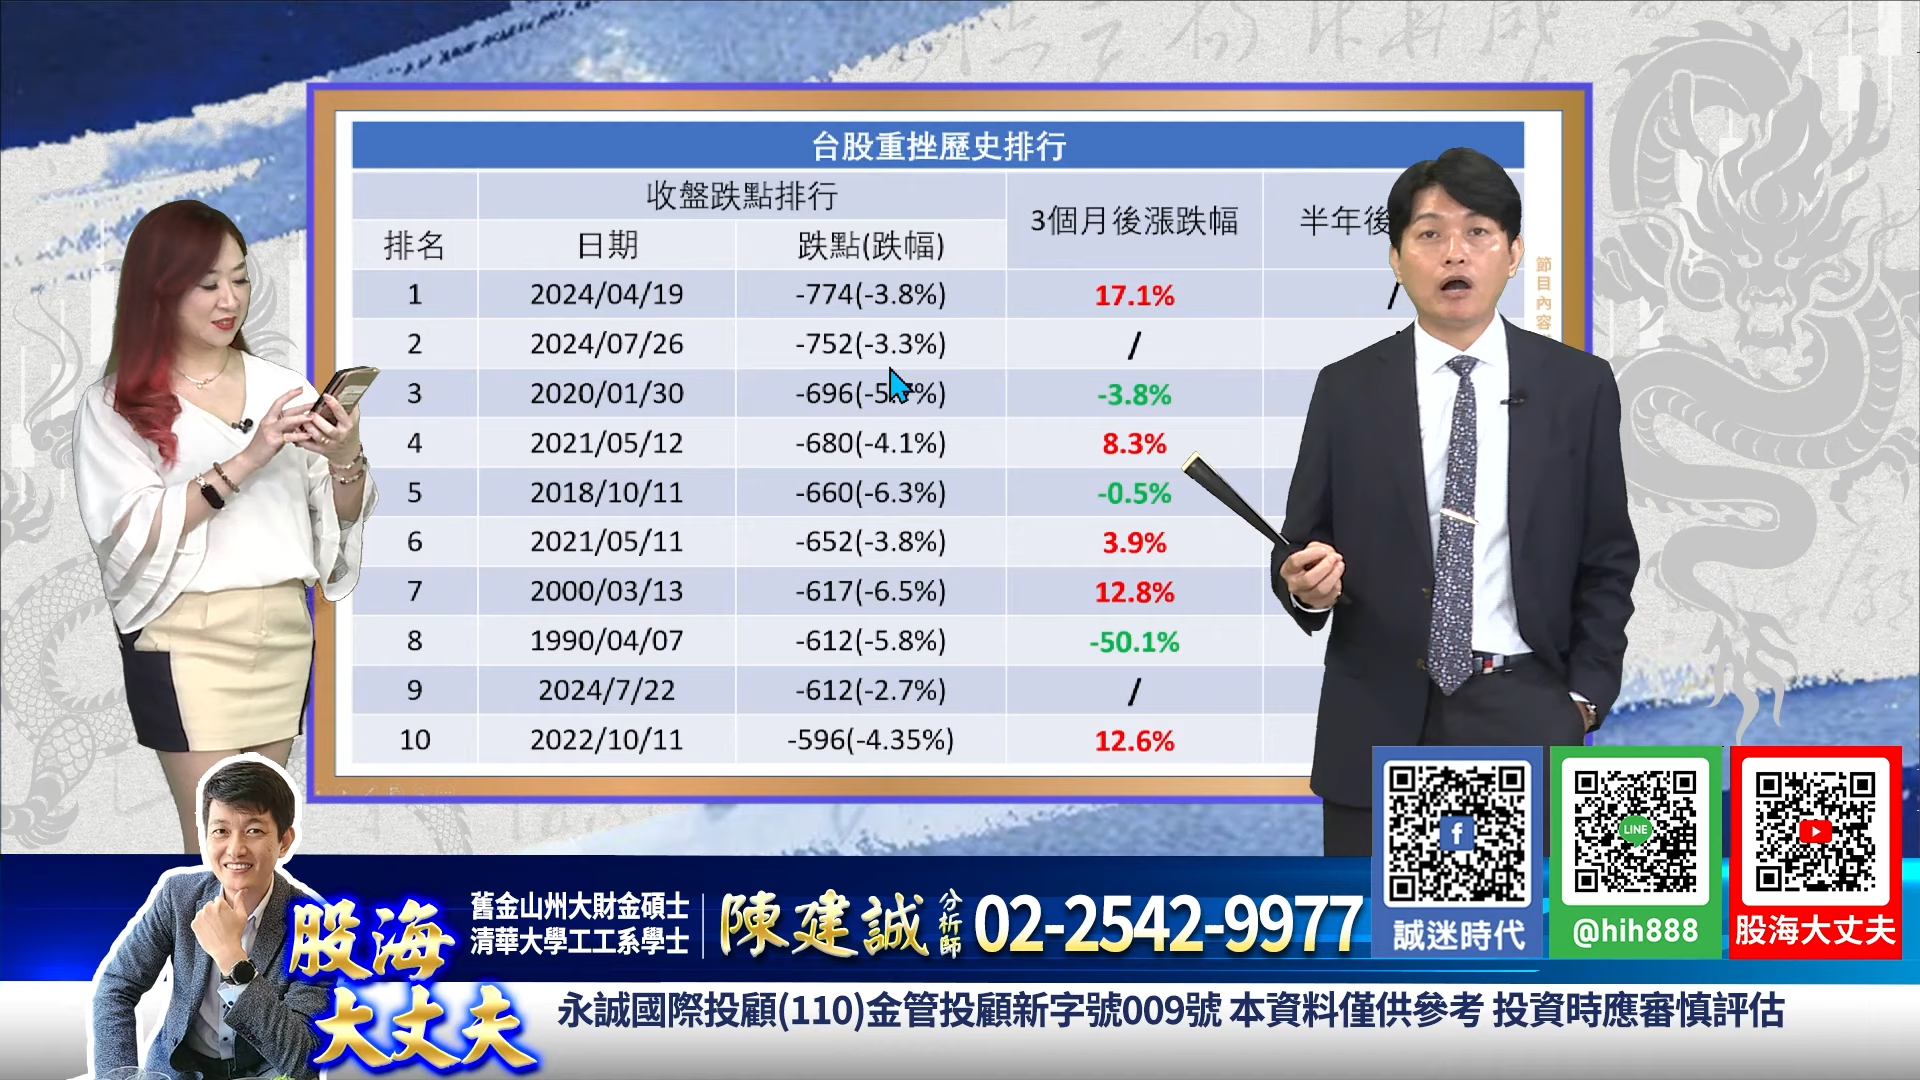 台股重挫歷史排行
收盤跌點排行
3個月後漲跌幅
半年後
排名 日期 跌點(跌幅)
1 2024/04/19 -774(-3.8%) 17.1% /
2 2024/07/26 -752(-3.3%) /
3 2020/01/30 -696(-5. %) -3.8%
4 2021/05/12 -680(-4.1%) 8.3%
5 2018/10/11 -660(-6.3%) -0.5%
6 2021/05/11 -652(-3.8%) 3.9%
7 2000/03/13 -617(-6.5%) 12.8%
8 1990/04/07 -612(-5.8%) -50.1%
9 2024/7/22 -612(-2.7%) /
10 2022/10/11 -596(-4.35%) 12.6%
節目內容
股海
大丈夫
舊金山州大財金碩士
清華大學工工系學士
陳建誠 分析師 02-2542-9977
誠迷時代
LINE
@hih888
股海大丈夫
永誠國際投顧(110)金管投顧新字號009號 本資料僅供參考 投資時應審慎評估